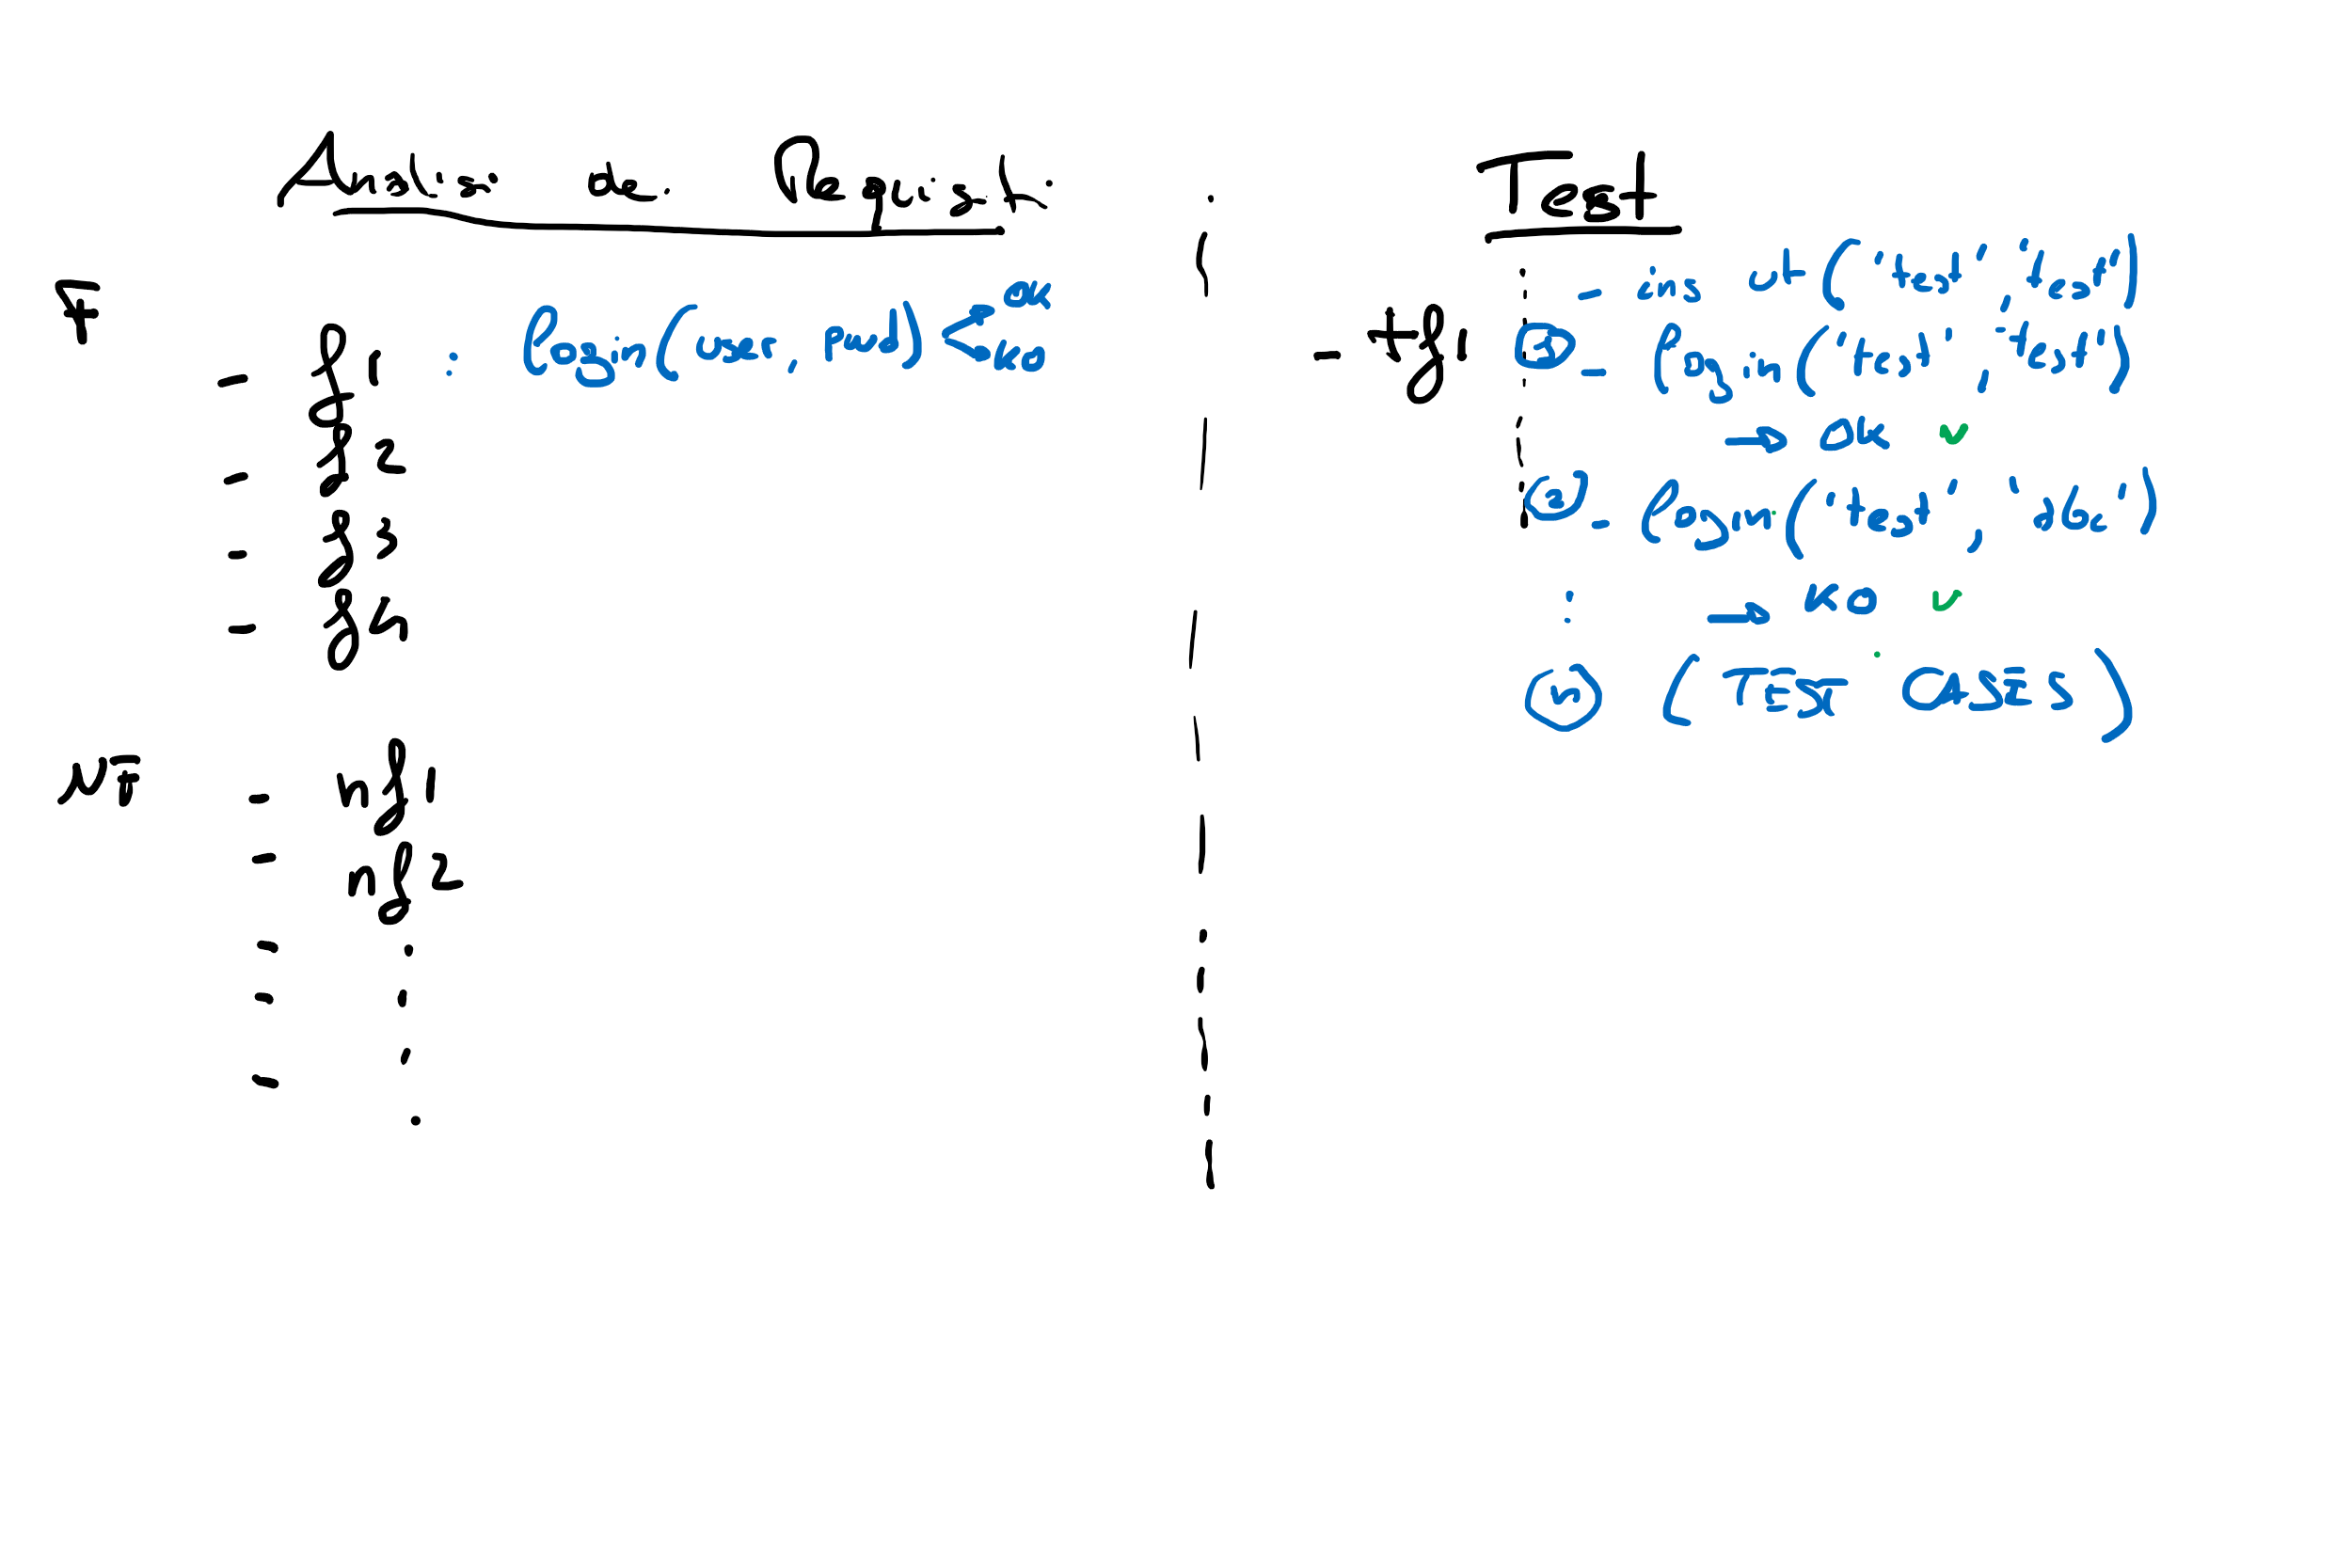 Analisi dei Requisiti
F
- f1 : login(user, pwd) < ok
ko
- f2
- f3
- f4
NF
- nf1
- nf2
-
-
-
Test
- tf1
- insert('test', 'test')
① - login('test', 'test')
→ ok
② - login('test', 'sdc')
→ ko
:
ⓝ (TEST CASES)